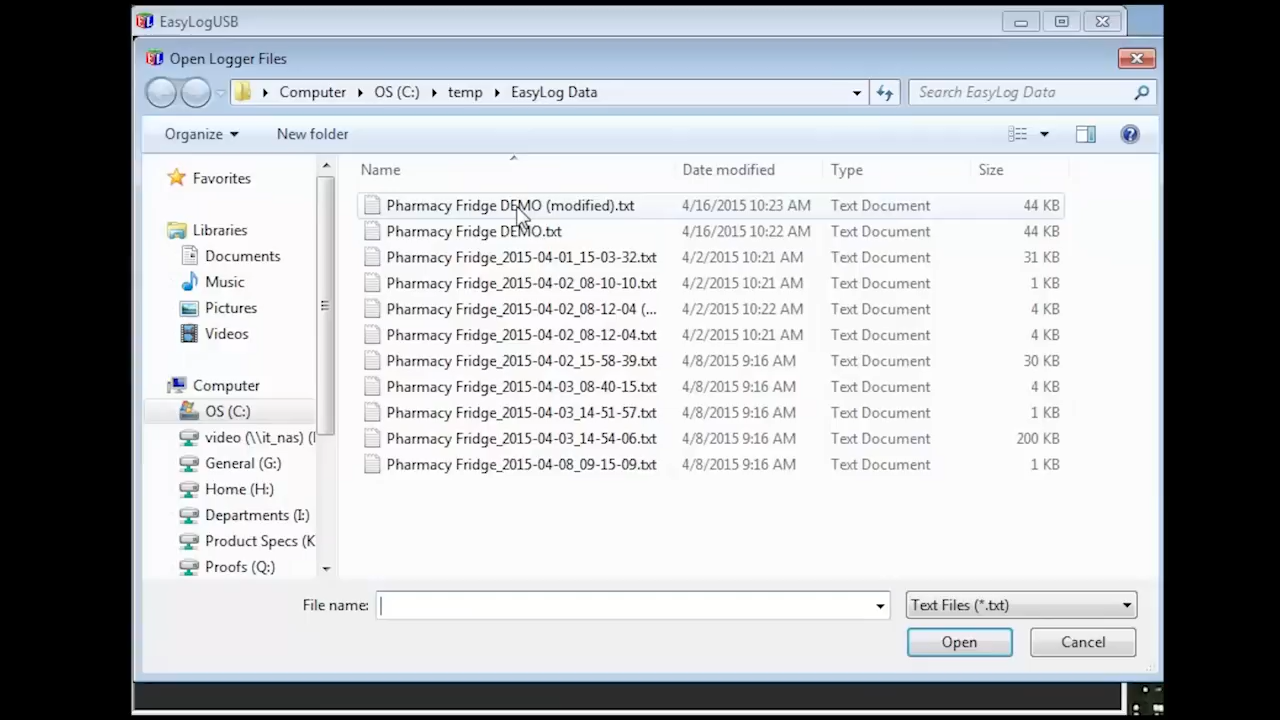 EasyLogUSB
Open Logger Files
Computer OS (C:) temp EasyLog Data Search EasyLog Data
Organize New folder
Name Date modified Type Size
Favorites
Libraries
Documents
Music
Pictures
Videos
Computer
OS (C:)
video (\\it_nas) (I
General (G:)
Home (H:)
Departments (I:)
Product Specs (K
Proofs (Q:)
Pharmacy Fridge DEMO (modified).txt 4/16/2015 10:23 AM Text Document 44 KB
Pharmacy Fridge DEMO.txt 4/16/2015 10:22 AM Text Document 44 KB
Pharmacy Fridge_2015-04-01_15-03-32.txt 4/2/2015 10:21 AM Text Document 31 KB
Pharmacy Fridge_2015-04-02_08-10-10.txt 4/2/2015 10:21 AM Text Document 1 KB
Pharmacy Fridge_2015-04-02_08-12-04 (... 4/2/2015 10:22 AM Text Document 4 KB
Pharmacy Fridge_2015-04-02_08-12-04.txt 4/2/2015 10:21 AM Text Document 4 KB
Pharmacy Fridge_2015-04-02_15-58-39.txt 4/8/2015 9:16 AM Text Document 30 KB
Pharmacy Fridge_2015-04-03_08-40-15.txt 4/8/2015 9:16 AM Text Document 4 KB
Pharmacy Fridge_2015-04-03_14-51-57.txt 4/8/2015 9:16 AM Text Document 1 KB
Pharmacy Fridge_2015-04-03_14-54-06.txt 4/8/2015 9:16 AM Text Document 200 KB
Pharmacy Fridge_2015-04-08_09-15-09.txt 4/8/2015 9:16 AM Text Document 1 KB
File name: Text Files (*.txt)
Open Cancel